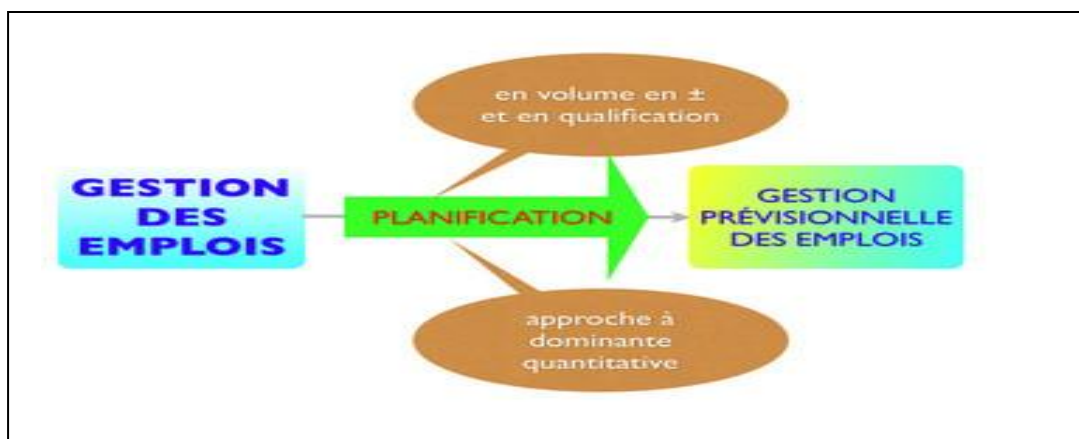 en volume en ±
et en qualification
GESTION
DES
EMPLOIS
PLANIFICATION
GESTION
PRÉVISIONNELLE
DES EMPLOIS
approche à
dominante
quantitative